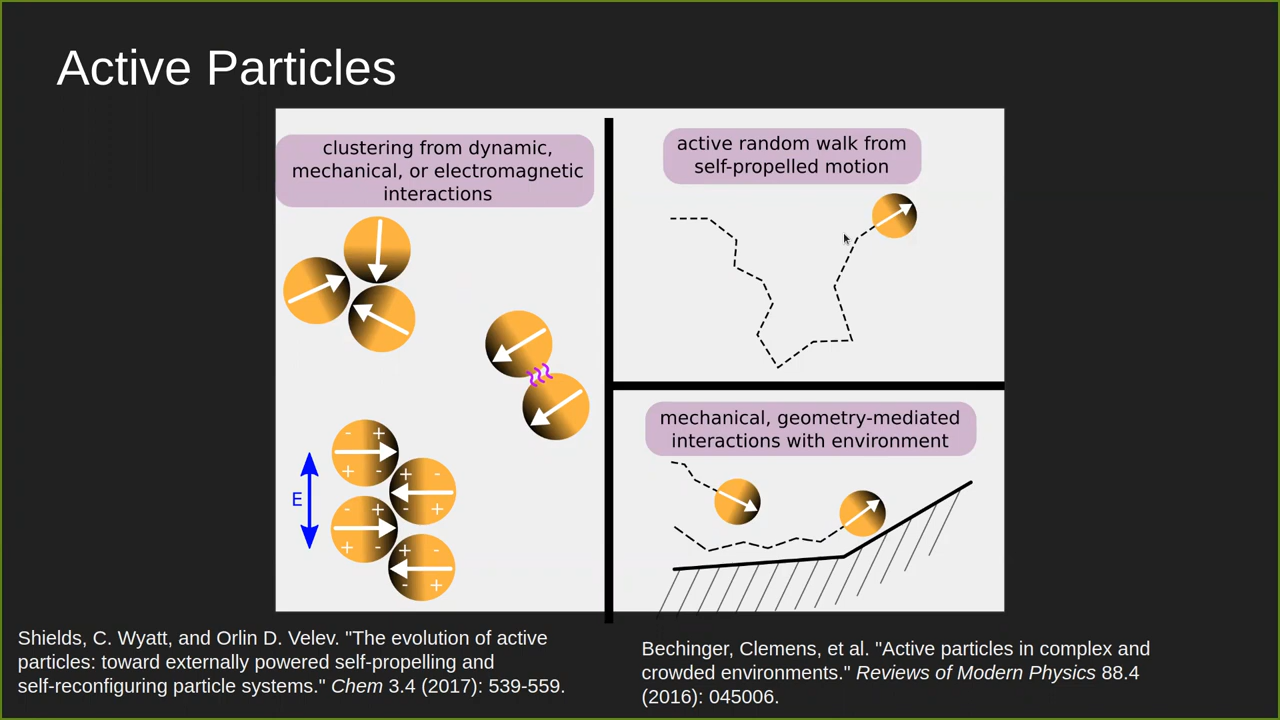 Active Particles
clustering from dynamic,
mechanical, or electromagnetic
interactions
- +
+ -
+ -
- +
- +
+ -
+ -
- +
E
active random walk from
self-propelled motion
mechanical, geometry-mediated
interactions with environment
Shields, C. Wyatt, and Orlin D. Velev. "The evolution of active
particles: toward externally powered self-propelling and
self-reconfiguring particle systems." Chem 3.4 (2017): 539-559.
Bechinger, Clemens, et al. "Active particles in complex and
crowded environments." Reviews of Modern Physics 88.4
(2016): 045006.